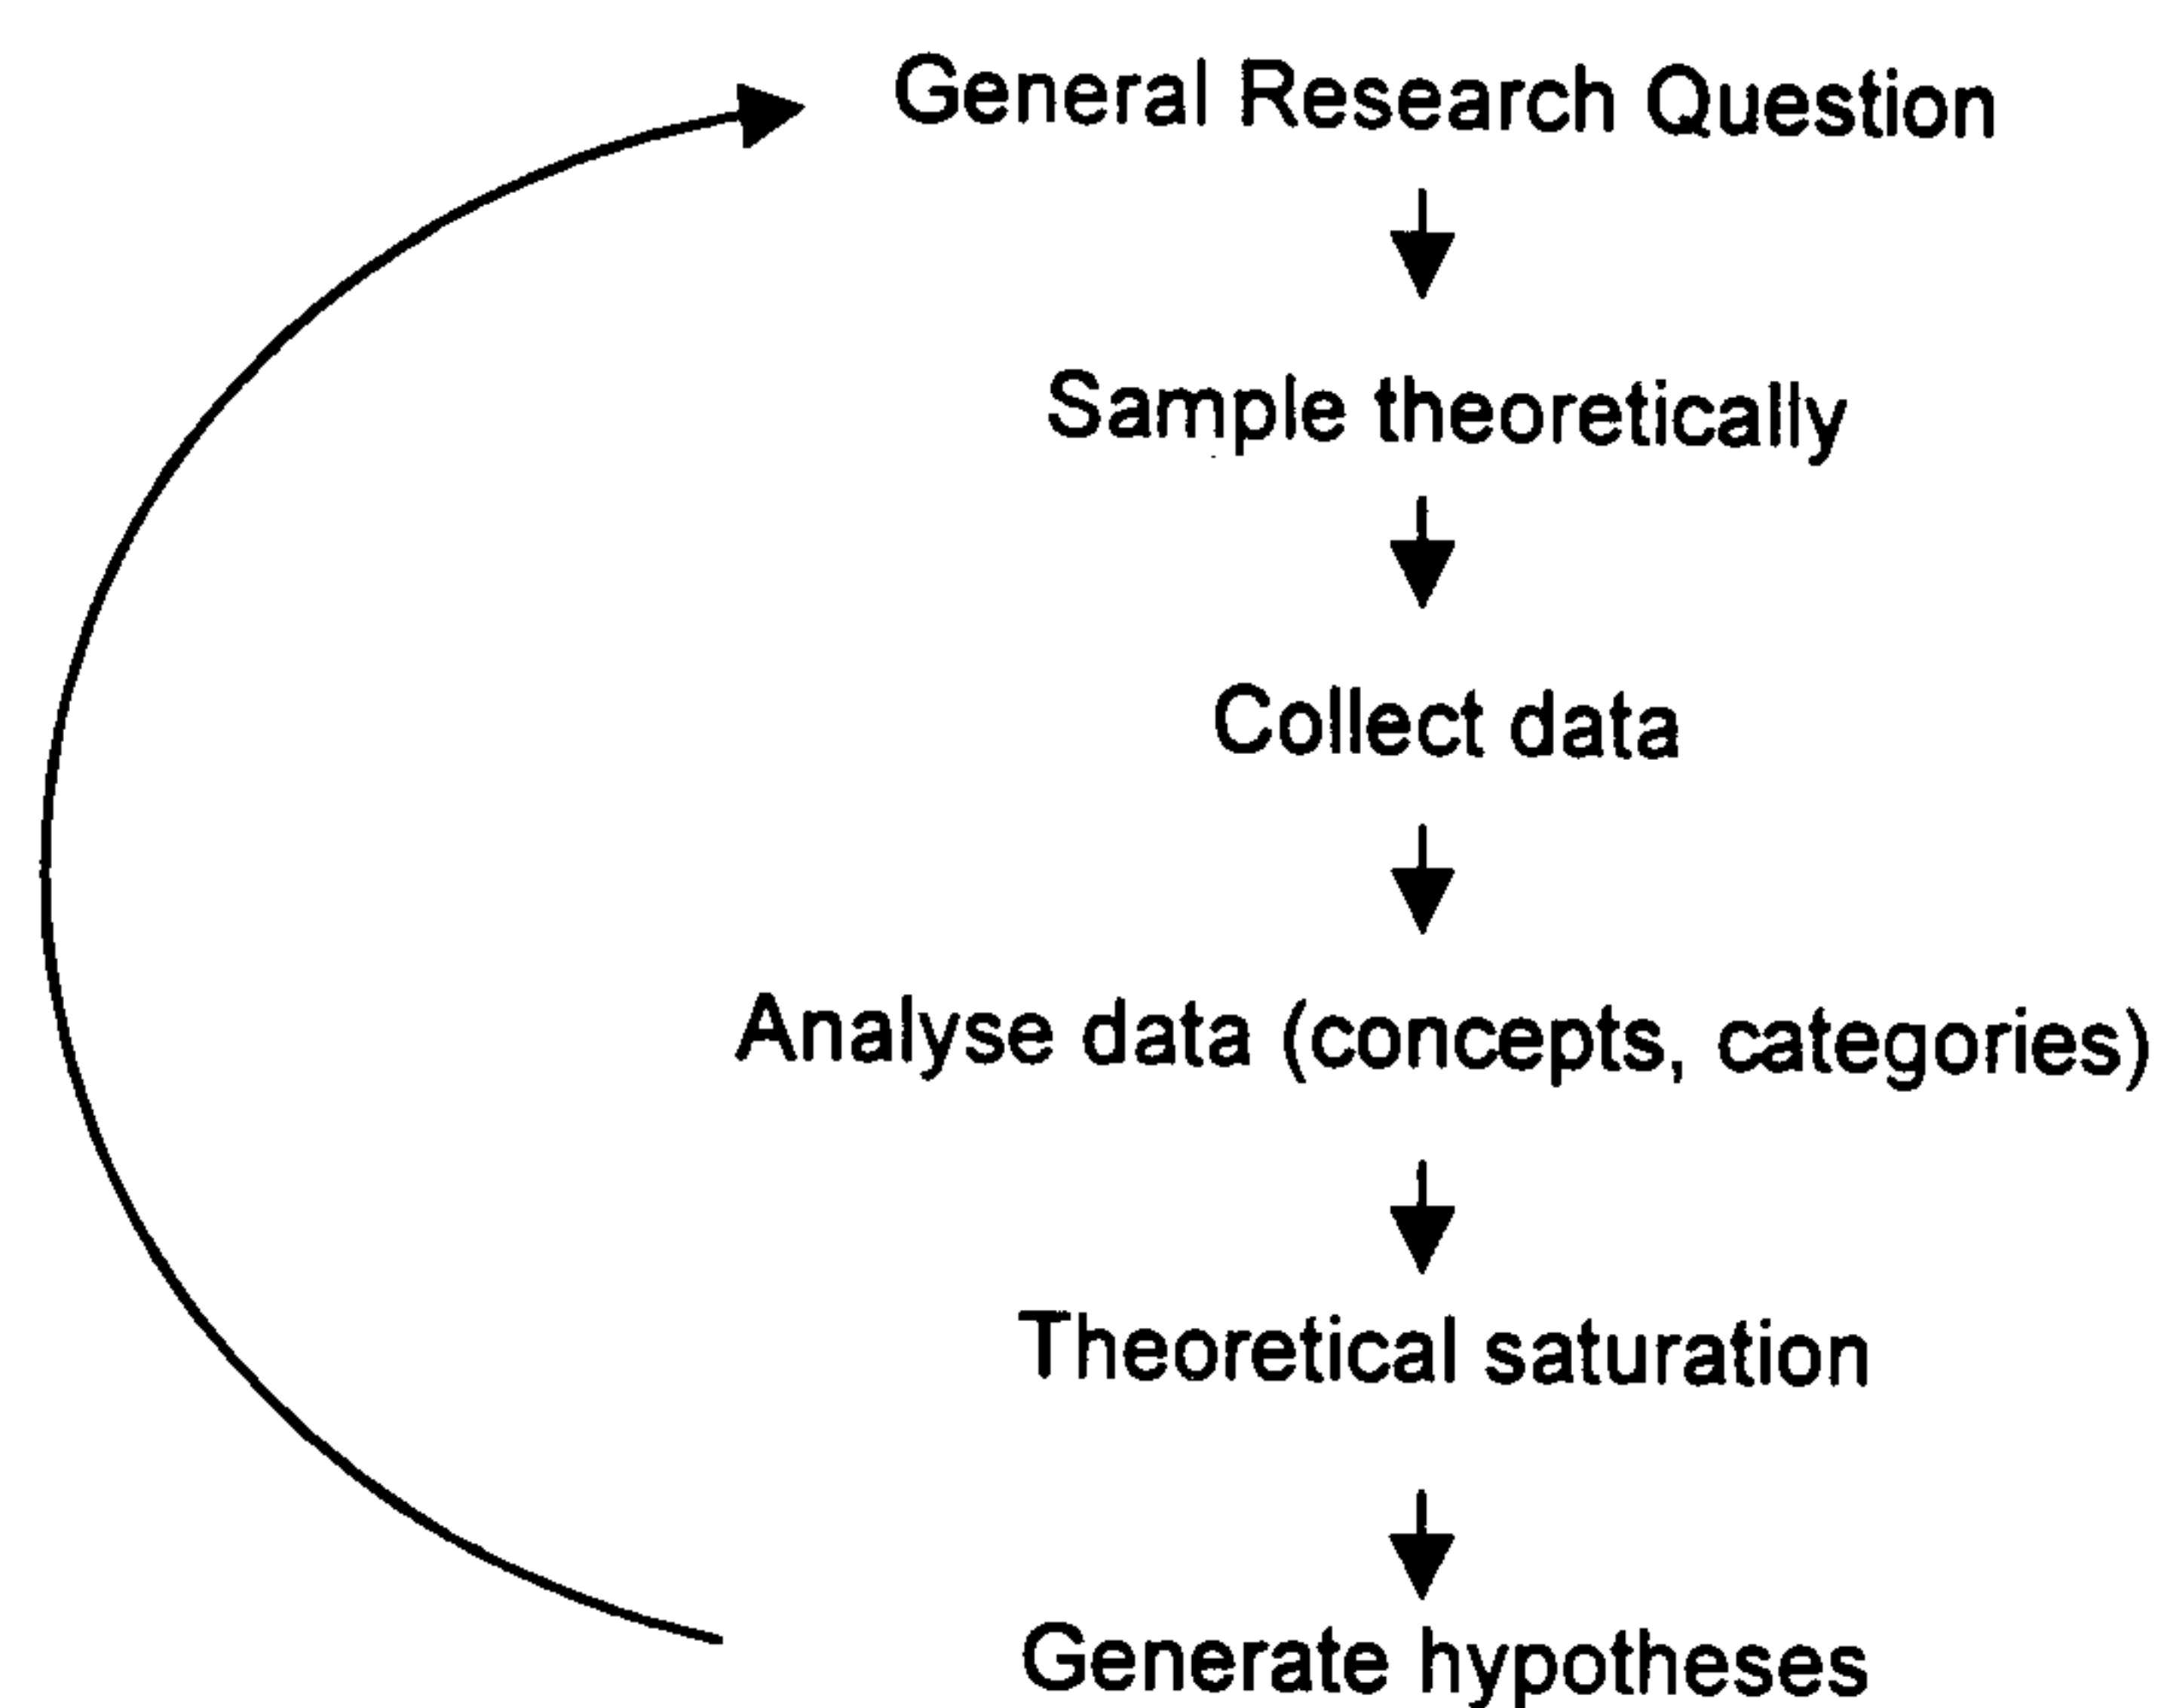 General Research Question
Sample theoretically
Collect data
Analyse data (concepts, categories)
Theoretical saturation
Generate hypotheses